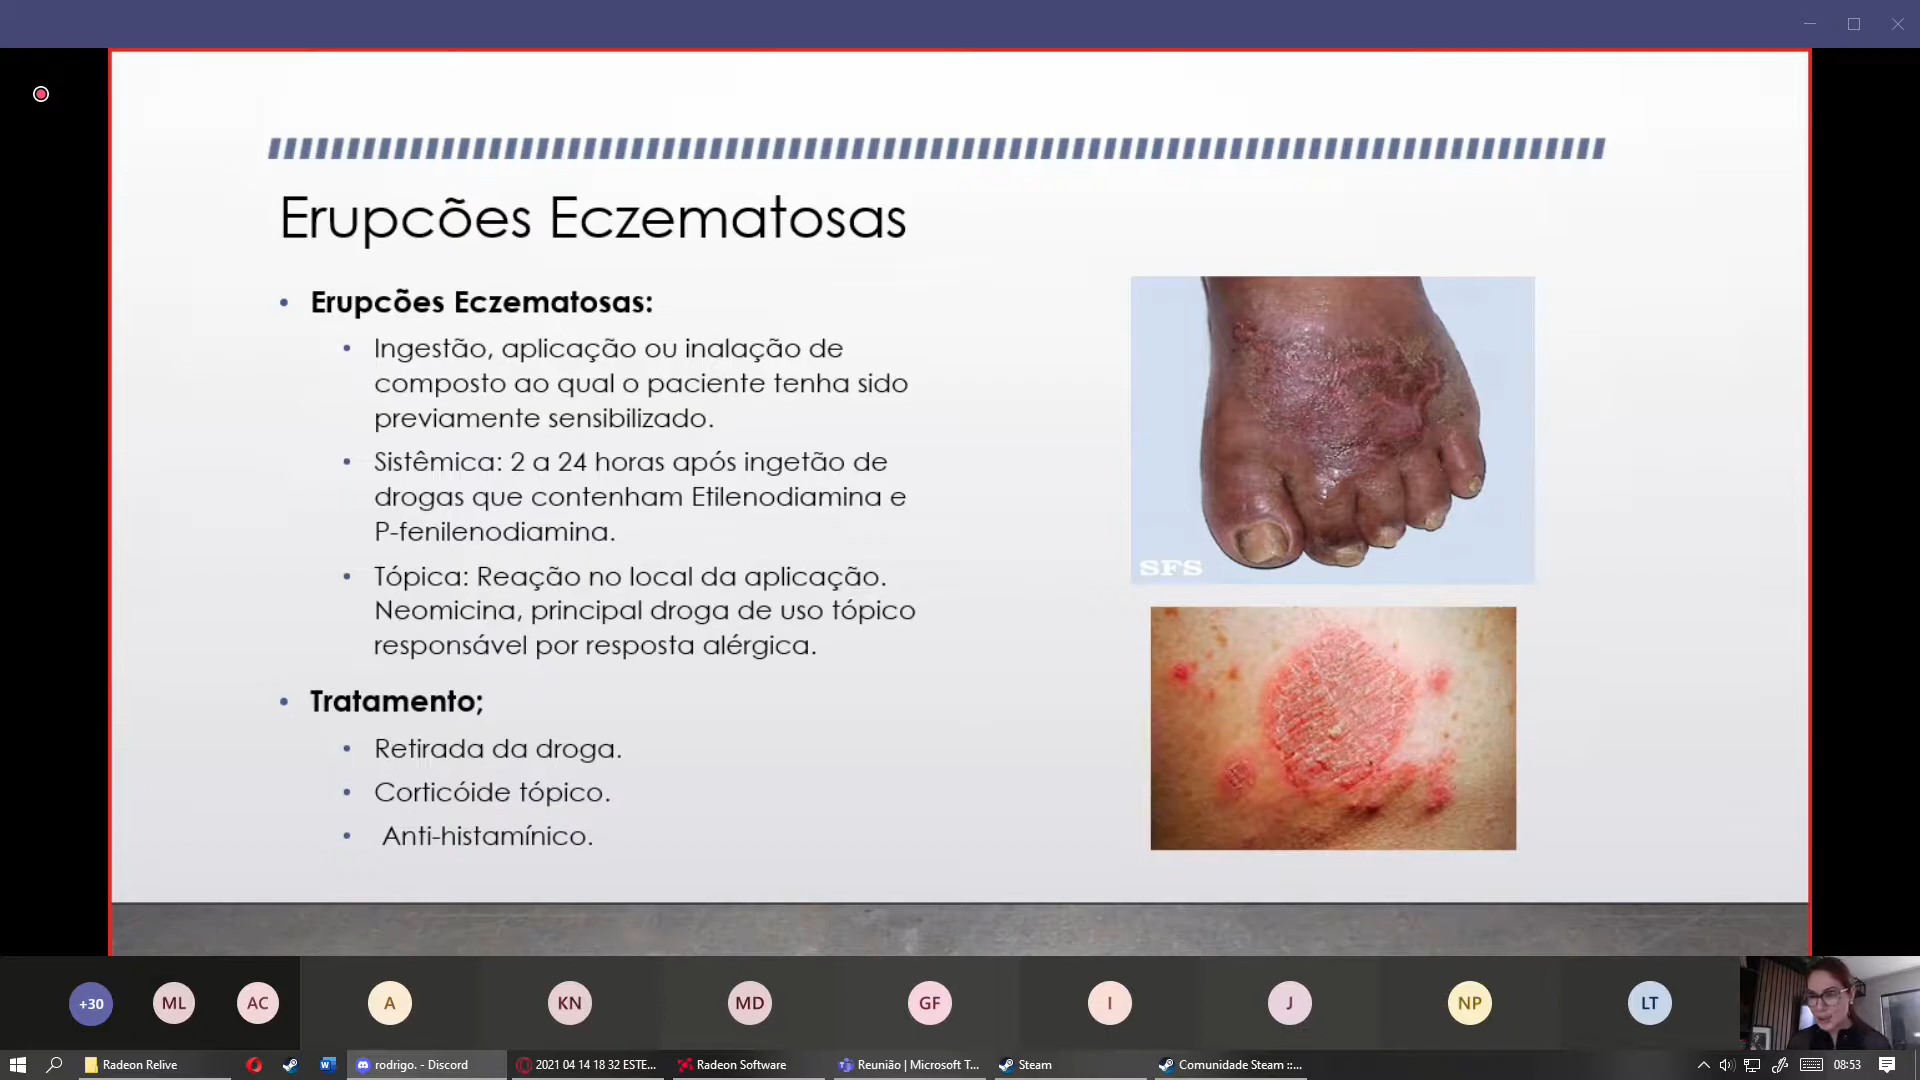 Erupcões Eczematosas
• Erupcões Eczematosas:
• Ingestão, aplicação ou inalação de
composto ao qual o paciente tenha sido
previamente sensibilizado.
• Sistêmica: 2 a 24 horas após ingetão de
drogas que contenham Etilenodiamina e
P-fenilenodiamina.
• Tópica: Reação no local da aplicação.
Neomicina, principal droga de uso tópico
responsável por resposta alérgica.
• Tratamento;
• Retirada da droga.
• Corticóide tópico.
• Anti-histamínico.
SFS
+30 ML AC A KN MD GF I J NP LT
Radeon Relive rodrigo. - Discord 2021 04 14 18 32 ESTE... Radeon Software Reunião | Microsoft T... Steam Comunidade Steam ::... 08:53